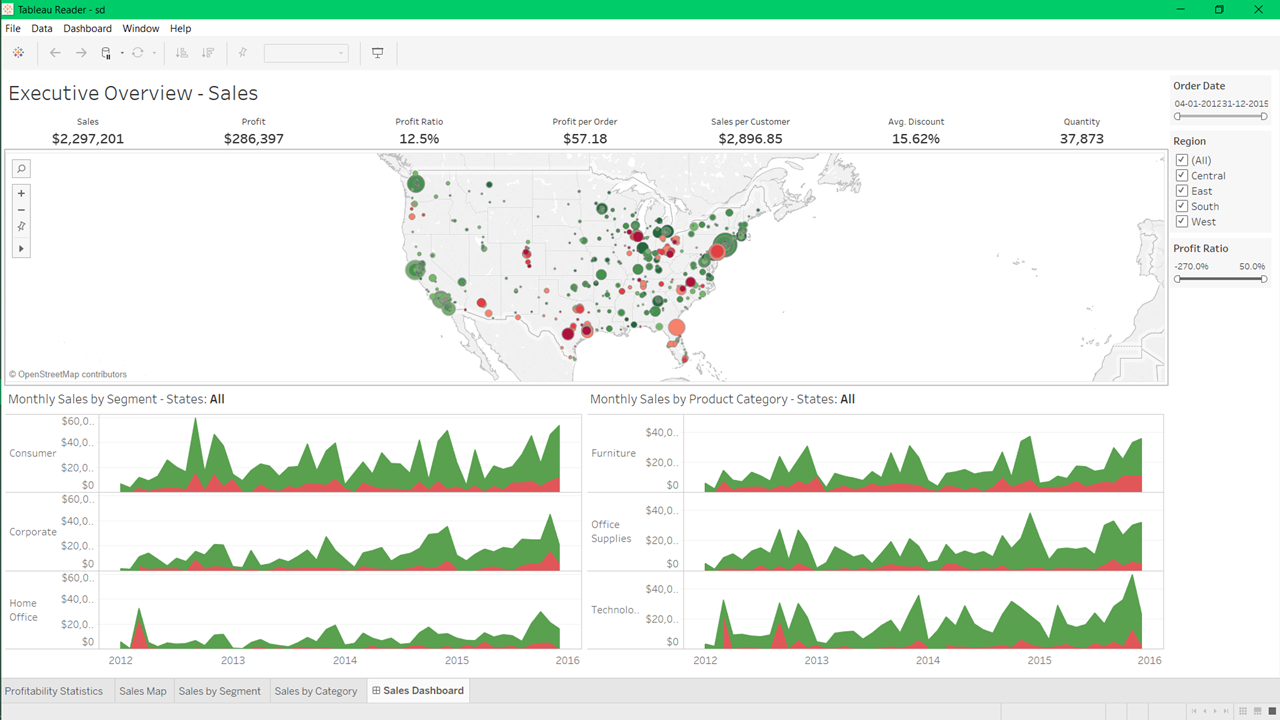 Tableau Reader - sd
File Data Dashboard Window Help
Executive Overview - Sales
Sales Profit Profit Ratio Profit per Order Sales per Customer Avg. Discount Quantity
$2,297,201 $286,397 12.5% $57.18 $2,896.85 15.62% 37,873
© OpenStreetMap contributors
Order Date
04-01-2012 31-12-2015
Region
(All)
Central
East
South
West
Profit Ratio
-270.0% 50.0%
Monthly Sales by Segment - States: All
Consumer
$60,0..
$40,0..
$20,0..
$0
Corporate
$60,0..
$40,0..
$20,0..
$0
Home
Office
$60,0..
$40,0..
$20,0..
$0
2012 2013 2014 2015 2016
Monthly Sales by Product Category - States: All
Furniture
$40,0..
$20,0..
$0
Office
Supplies
$40,0..
$20,0..
$0
Technolo..
$40,0..
$20,0..
$0
2012 2013 2014 2015 2016
Profitability Statistics Sales Map Sales by Segment Sales by Category Sales Dashboard